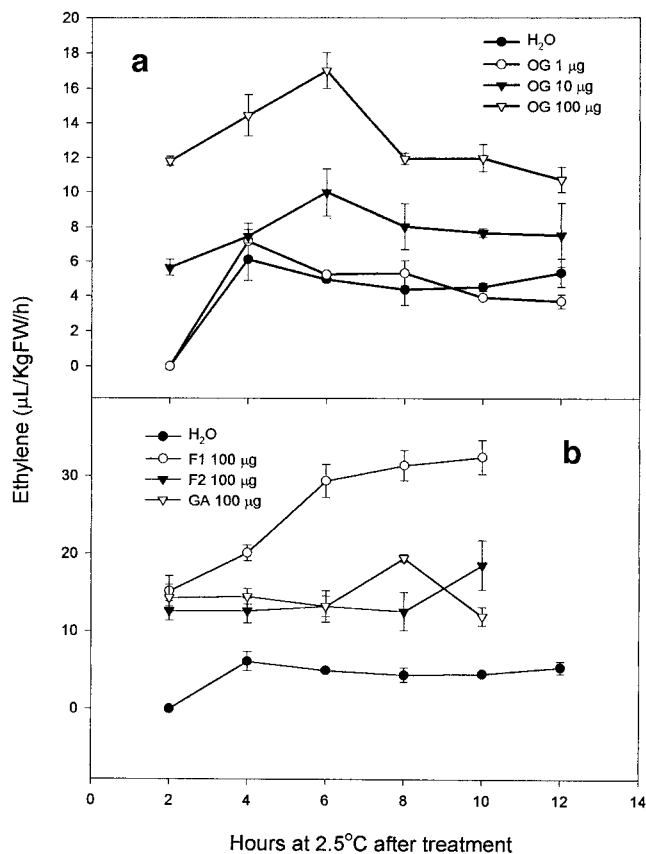 20
18
16
14
12
10
8
6
4
2
0
a
H₂O
OG 1 µg
OG 10 µg
OG 100 µg
Ethylene (µL/KgFW/h)
30
20
10
0
b
H₂O
F1 100 µg
F2 100 µg
GA 100 µg
0 2 4 6 8 10 12 14
Hours at 2.5°C after treatment